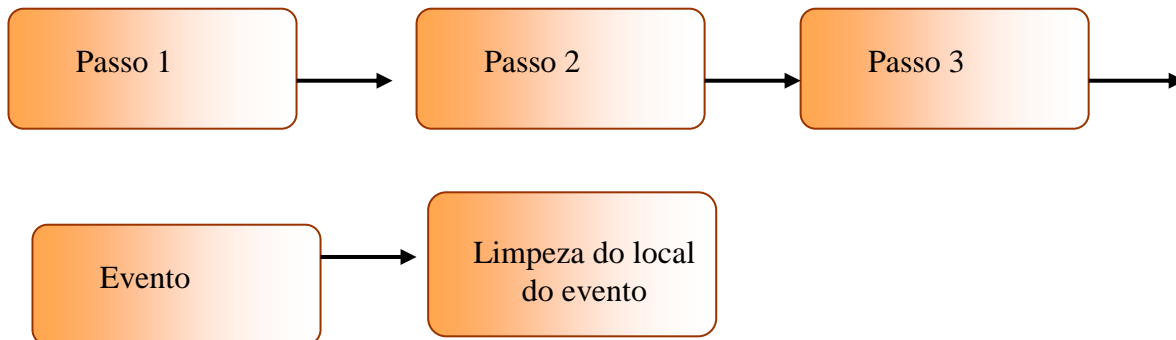 Passo 1
Passo 2
Passo 3
Evento
Limpeza do local
do evento